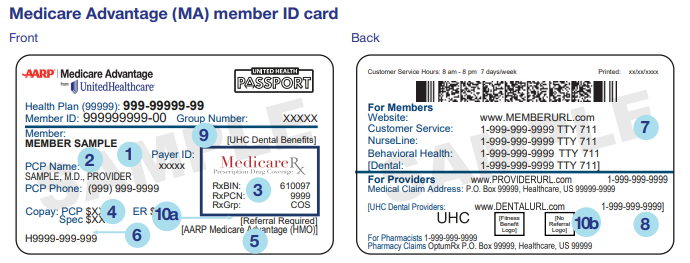 Medicare Advantage (MA) member ID card
Front
AARP | Medicare Advantage
from UnitedHealthcare
UNITED HEALTH
PASSPORT
Health Plan (99999): 999-99999-99
Member ID: 999999999-00 Group Number: XXXXX
Member:
MEMBER SAMPLE
9
[UHC Dental Benefits]
1
2
PCP Name:
SAMPLE, M.D., PROVIDER
PCP Phone: (999) 999-9999
Payer ID:
xxxxx
MedicareRx
Prescription Drug Coverage
3
RxBIN: 610097
RxPCN: 9999
RxGrp: COS
Copay: PCP $X 4 ER $ 10a
Spec $XX
[Referral Required]
[AARP Medicare Advantage (HMO)]
H9999-999-999
6
5
SAMPLE
Back
Customer Service Hours: 8 am - 8 pm 7 days/week Printed: xx/xx/xxxx
For Members
Website: www.MEMBERURL.com
Customer Service: 1-999-999-9999 TTY 711
NurseLine: 1-999-999-9999 TTY 711
Behavioral Health: 1-999-999-9999 TTY 711
[Dental: 1-999-999-9999 TTY 711]
7
For Providers www.PROVIDERURL.com 1-999-999-9999
Medical Claim Address: P.O. Box 99999, Healthcare, US 99999-9999
[UHC Dental Providers: www.DENTALURL.com 1-999-999-9999]
UHC
[Fitness
Benefit
Logo]
[No
Referral
Logo]
10b
8
For Pharmacists 1-999-999-9999
Pharmacy Claims OptumRx P.O. Box 99999, Healthcare, US 99999-9999
SAMPLE